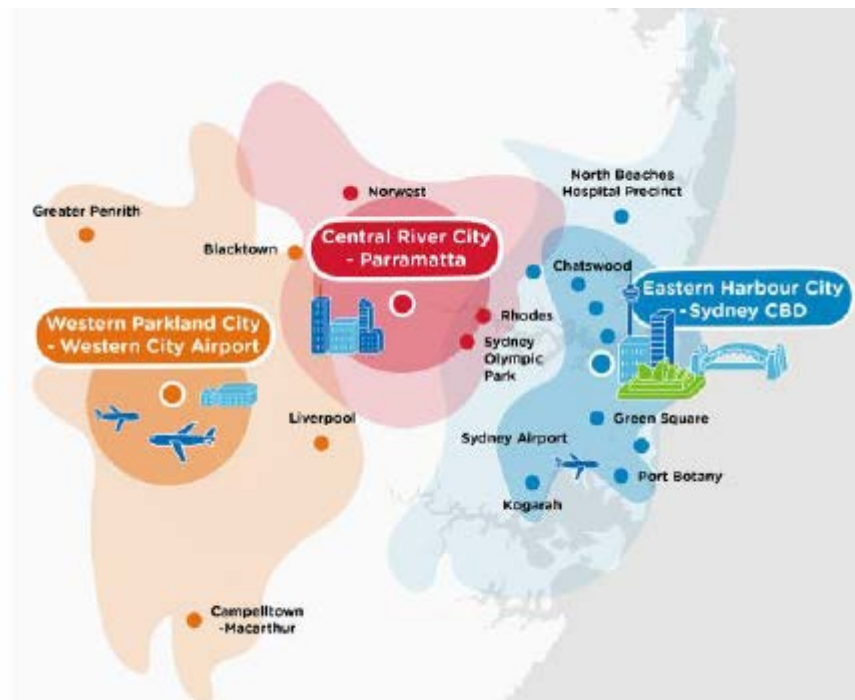 North Beaches
Hospital Precinct
Norwest
Greater Penrith
Blacktown
Central River City
- Parramatta
Chatswood
Eastern Harbour City
-Sydney CBD
Western Parkland City
- Western City Airport
Rhodes
Sydney
Olympic
Park
Liverpool
Green Square
Sydney Airport
Port Botany
Kogarah
Campelltown
-Macarthur